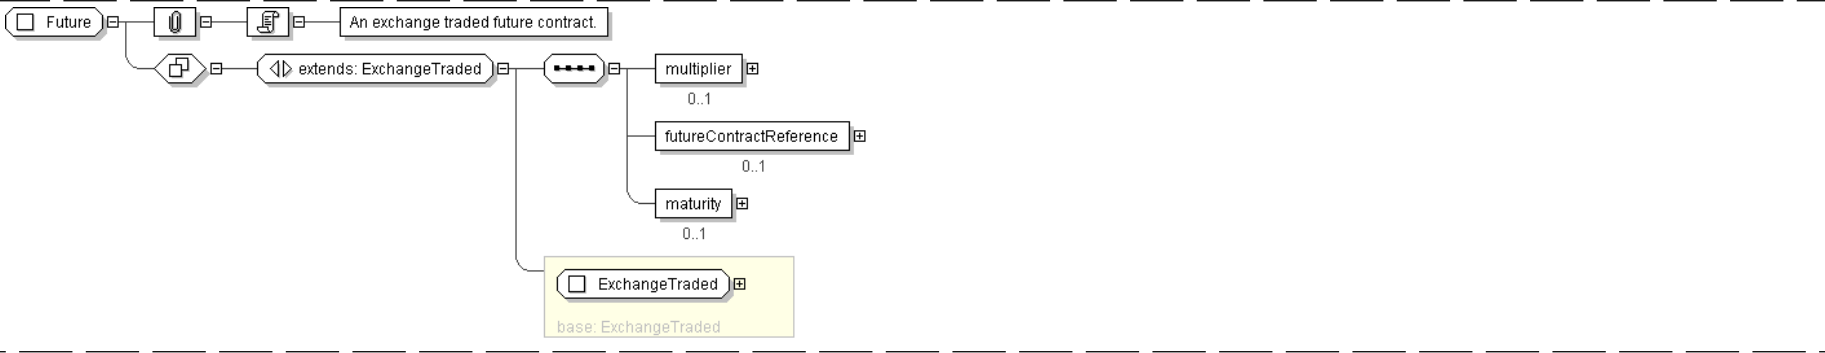 Future
An exchange traded future contract.
extends: ExchangeTraded
multiplier
0..1
futureContractReference
0..1
maturity
0..1
ExchangeTraded
base: ExchangeTraded